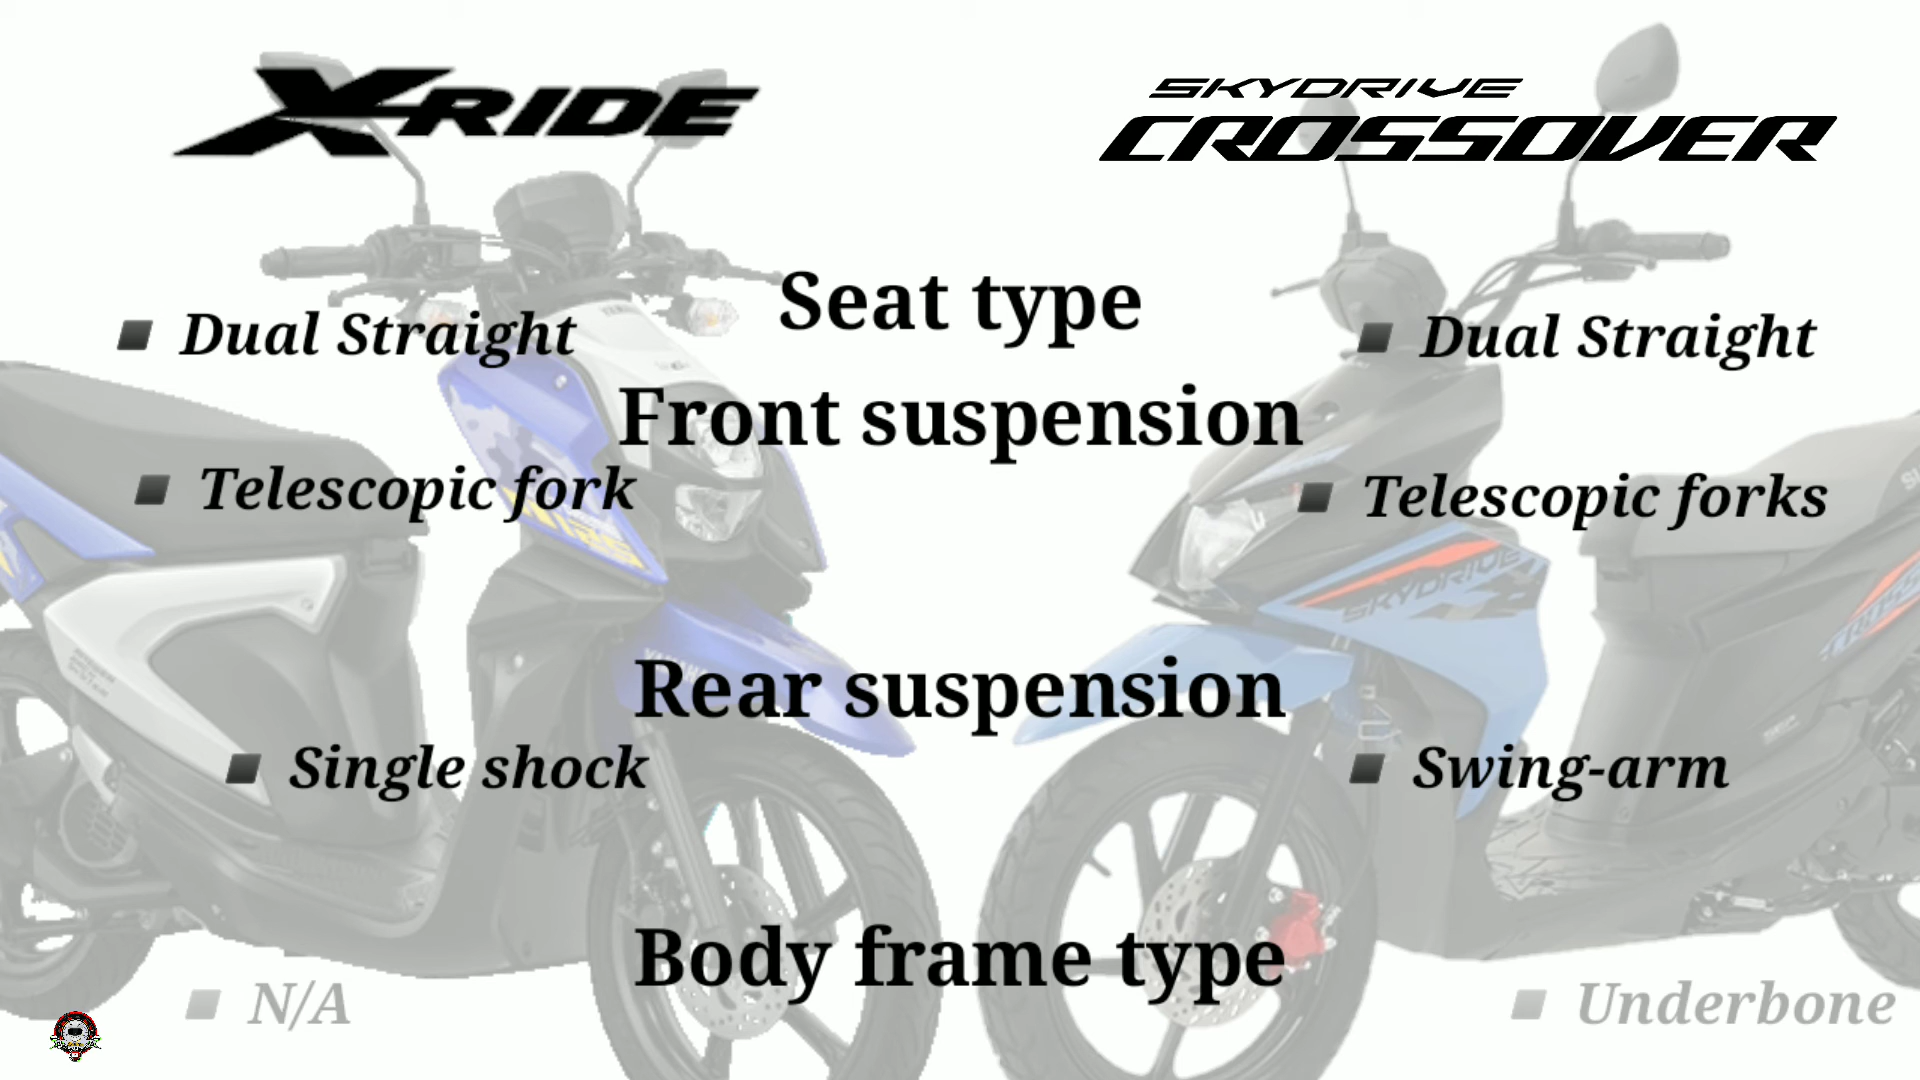 X-RIDE
SKYDRIVE
CROSSOVER
Seat type
▪ Dual Straight
▪ Dual Straight
Front suspension
▪ Telescopic fork
▪ Telescopic forks
SKYDRIVE
Rear suspension
▪ Single shock
▪ Swing-arm
Body frame type
▪ N/A
▪ Underbone